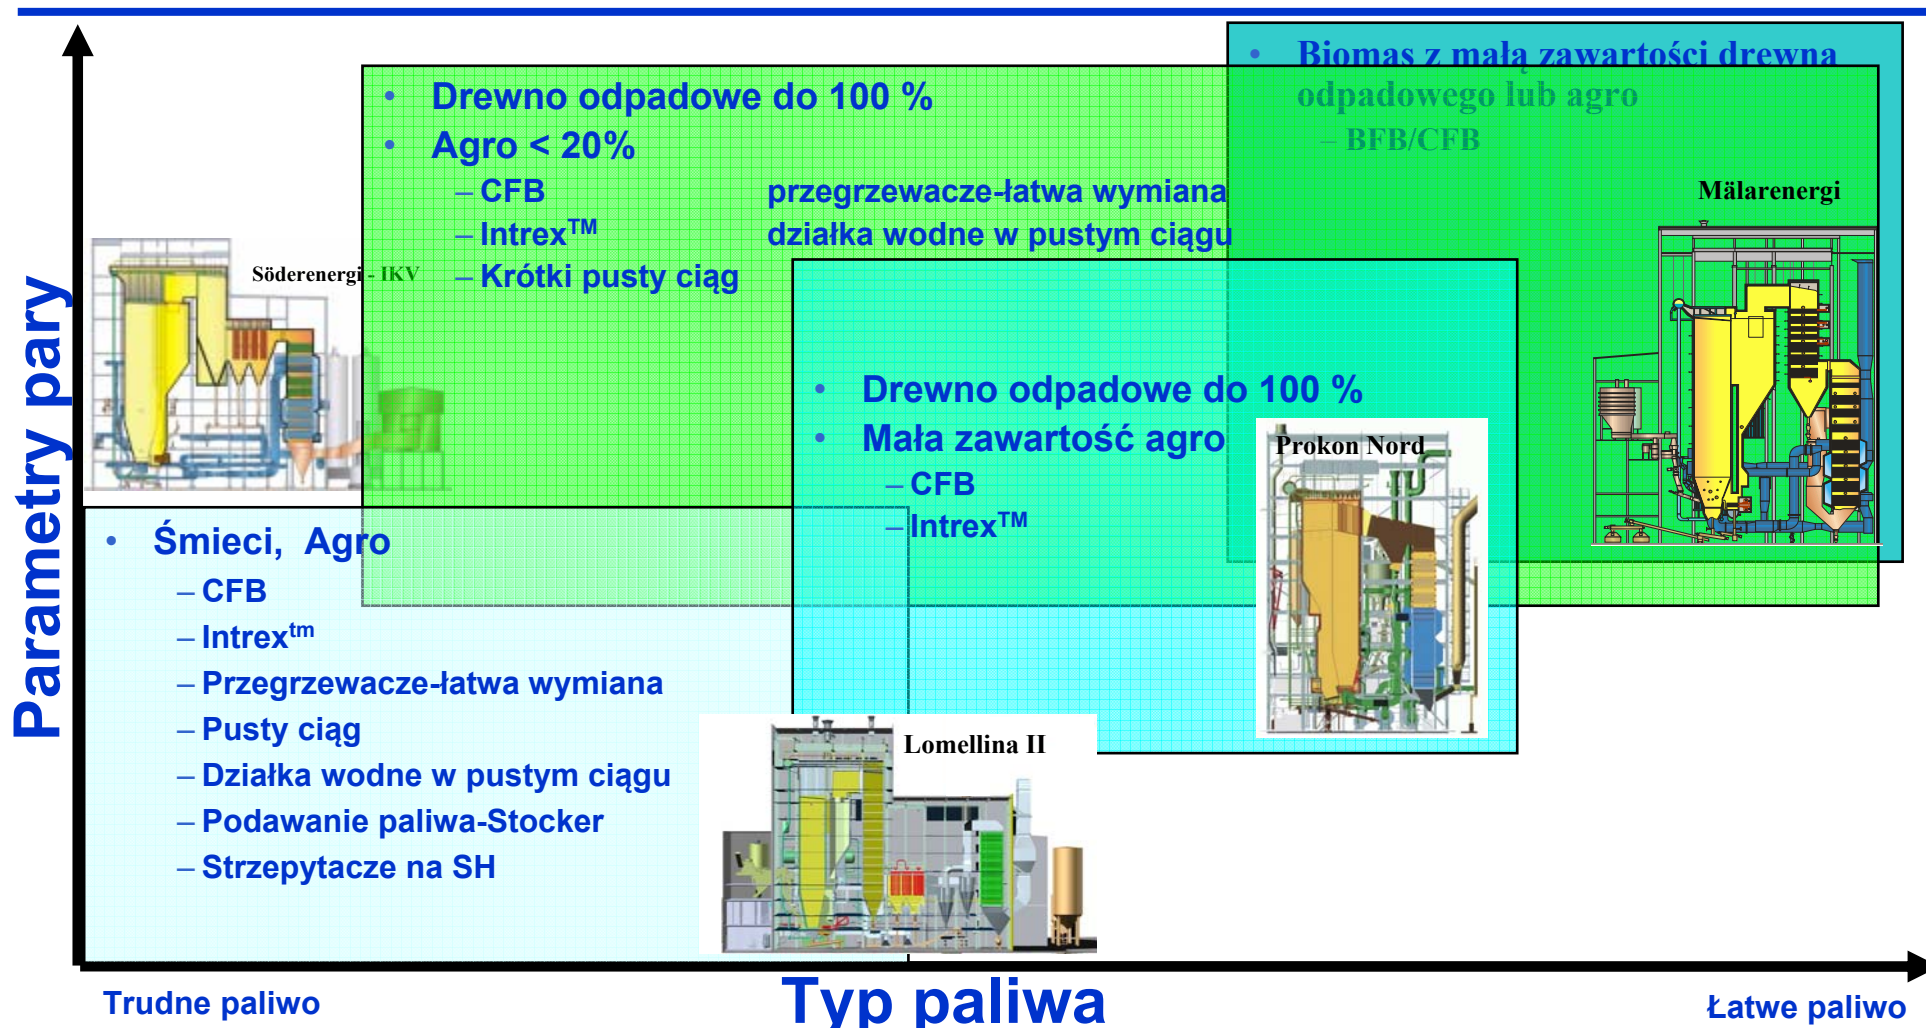 • Biomas z małą zawartości drewna
odpadowego lub agro
– BFB/CFB
Mälarenergi
• Drewno odpadowe do 100 %
• Agro < 20%
– CFB przegrzewacze-łatwa wymiana
– Intrex™ działka wodne w pustym ciągu
– Krótki pusty ciąg
Söderenergi - IKV
• Drewno odpadowe do 100 %
• Mała zawartość agro
– CFB
– Intrex™
Prokon Nord
• Śmieci, Agro
– CFB
– Intrextm
– Przegrzewacze-łatwa wymiana
– Pusty ciąg
– Działka wodne w pustym ciągu
– Podawanie paliwa-Stocker
– Strzepytacze na SH
Lomellina II
Parametry pary
Trudne paliwo
Typ paliwa
Łatwe paliwo